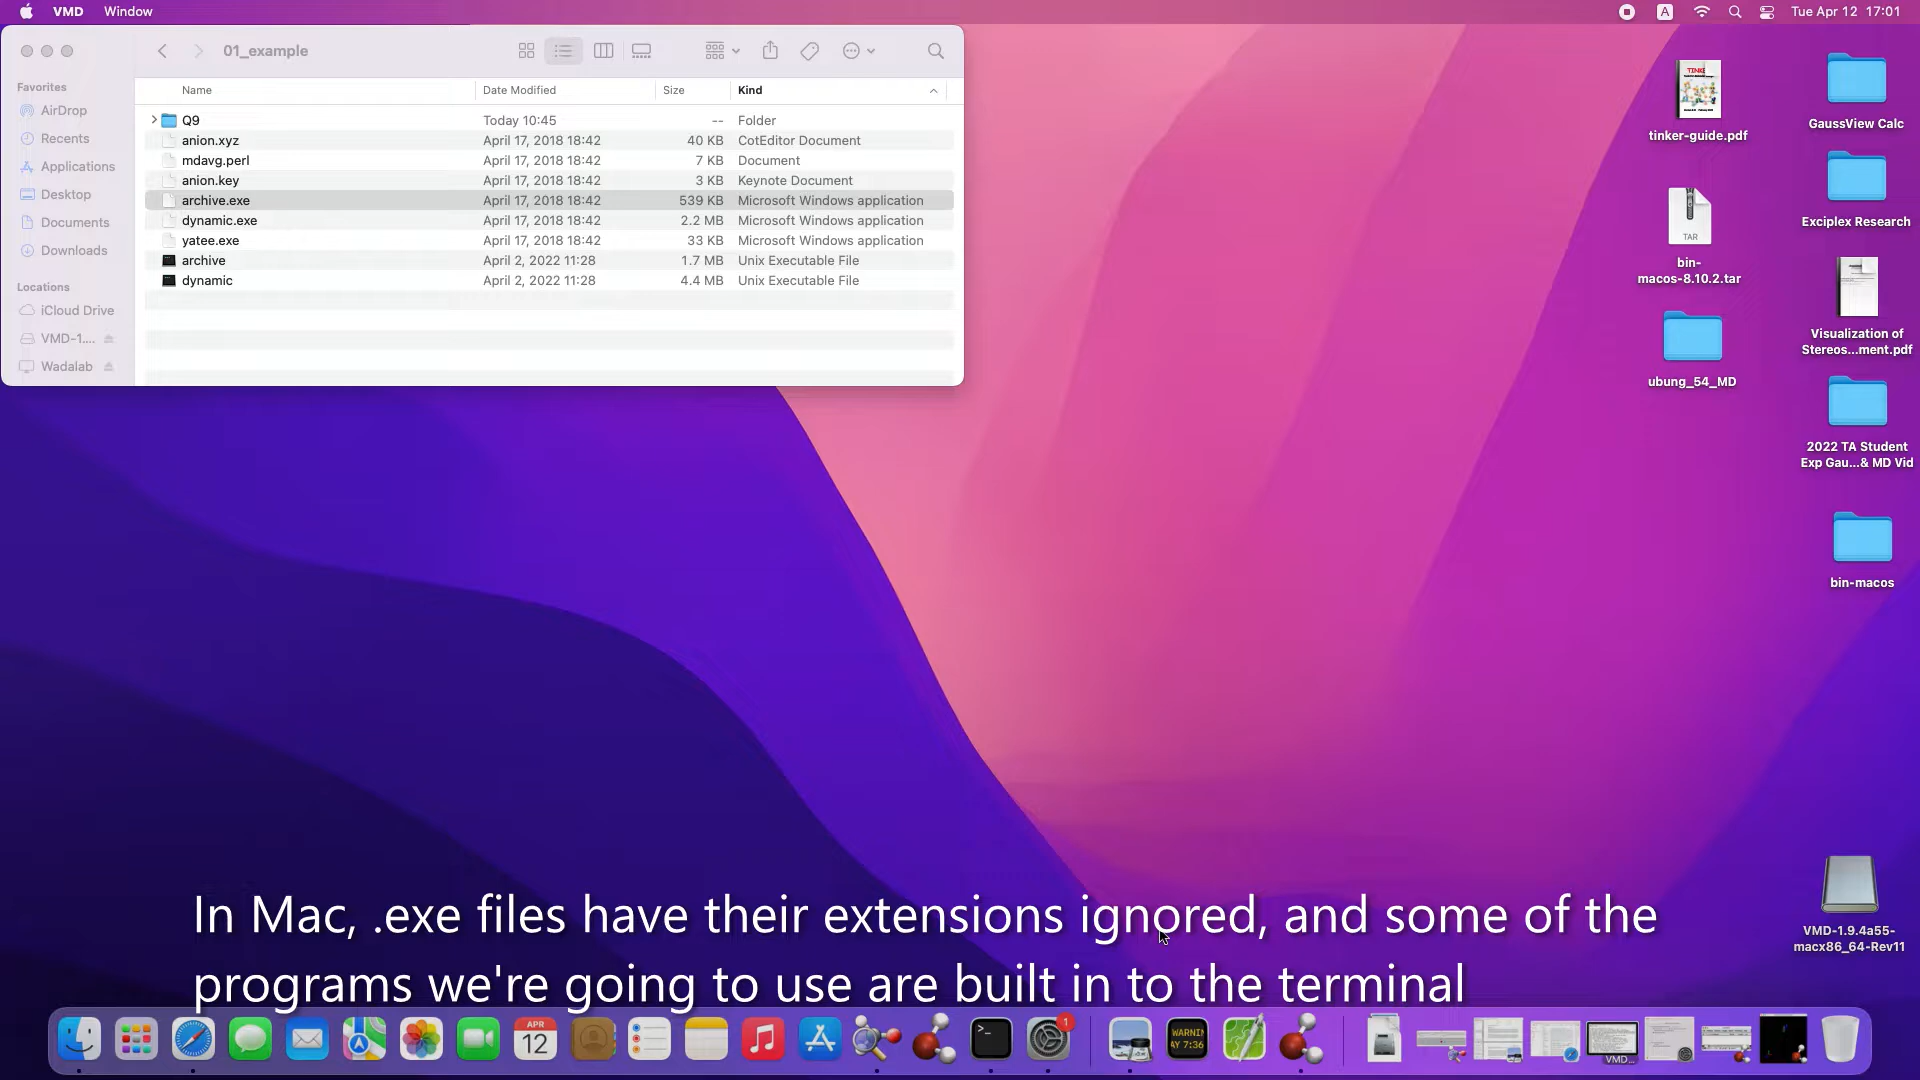 VMD Window A Tue Apr 12 17:01
01_example
Favorites
AirDrop
Recents
Applications
Desktop
Documents
Downloads
Locations
iCloud Drive
VMD-1....
Wadalab
Name Date Modified Size Kind
Q9 Today 10:45 -- Folder
anion.xyz April 17, 2018 18:42 40 KB CotEditor Document
mdavg.perl April 17, 2018 18:42 7 KB Document
anion.key April 17, 2018 18:42 3 KB Keynote Document
archive.exe April 17, 2018 18:42 539 KB Microsoft Windows application
dynamic.exe April 17, 2018 18:42 2.2 MB Microsoft Windows application
yatee.exe April 17, 2018 18:42 33 KB Microsoft Windows application
archive April 2, 2022 11:28 1.7 MB Unix Executable File
dynamic April 2, 2022 11:28 4.4 MB Unix Executable File
TINKE
tinker-guide.pdf
TAR
bin-
macos-8.10.2.tar
ubung_54_MD
GaussView Calc
Exciplex Research
Visualization of
Stereos...ment.pdf
2022 TA Student
Exp Gau...& MD Vid
bin-macos
VMD-1.9.4a55-
macx86_64-Rev11
In Mac, .exe files have their extensions ignored, and some of the
programs we're going to use are built in to the terminal
APR
12
>_
1
WARNIN
AY 7:36
VMD...